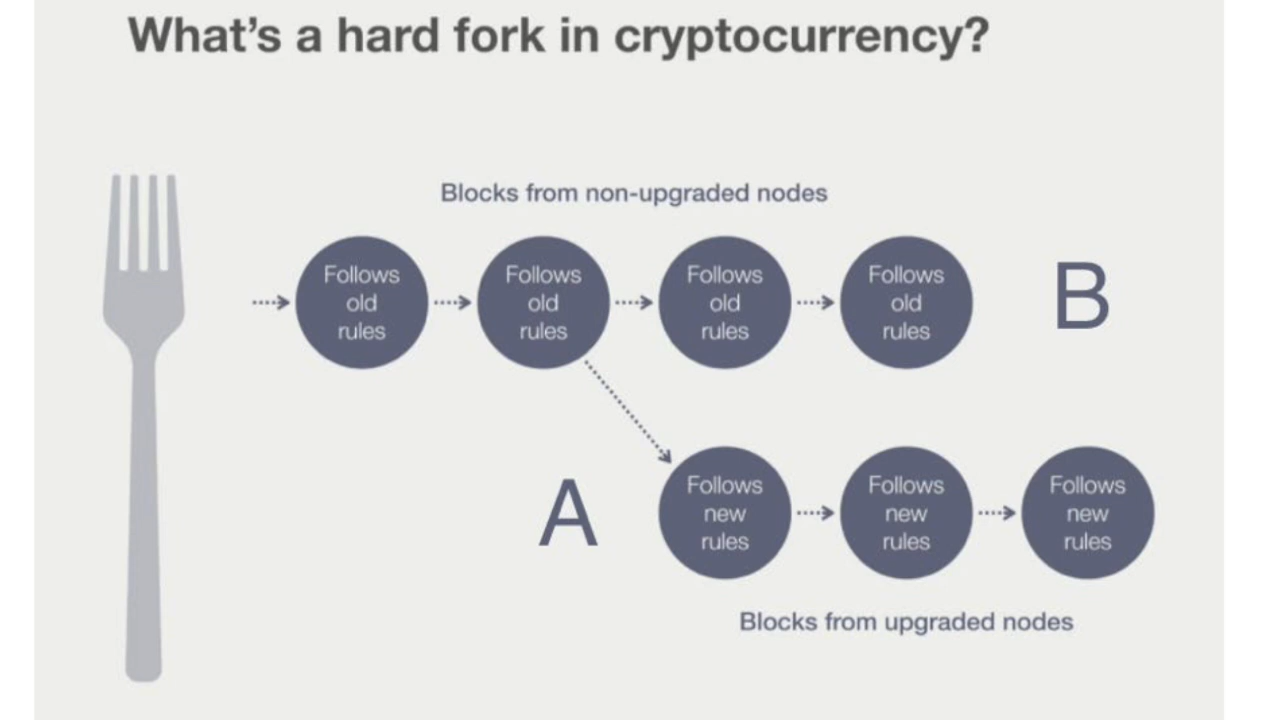 What's a hard fork in cryptocurrency?
Blocks from non-upgraded nodes
Follows
old
rules
Follows
old
rules
Follows
old
rules
Follows
old
rules
B
A
Follows
new
rules
Follows
new
rules
Follows
new
rules
Blocks from upgraded nodes